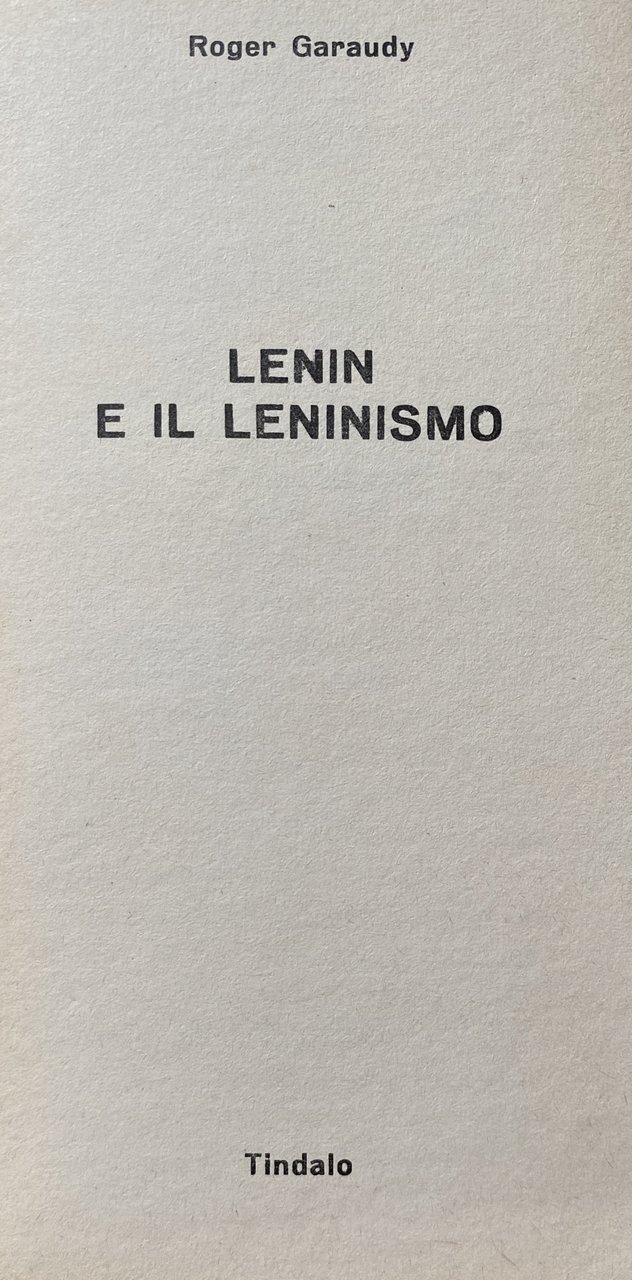 Roger Garaudy
LENIN
E IL LENINISMO
Tindalo